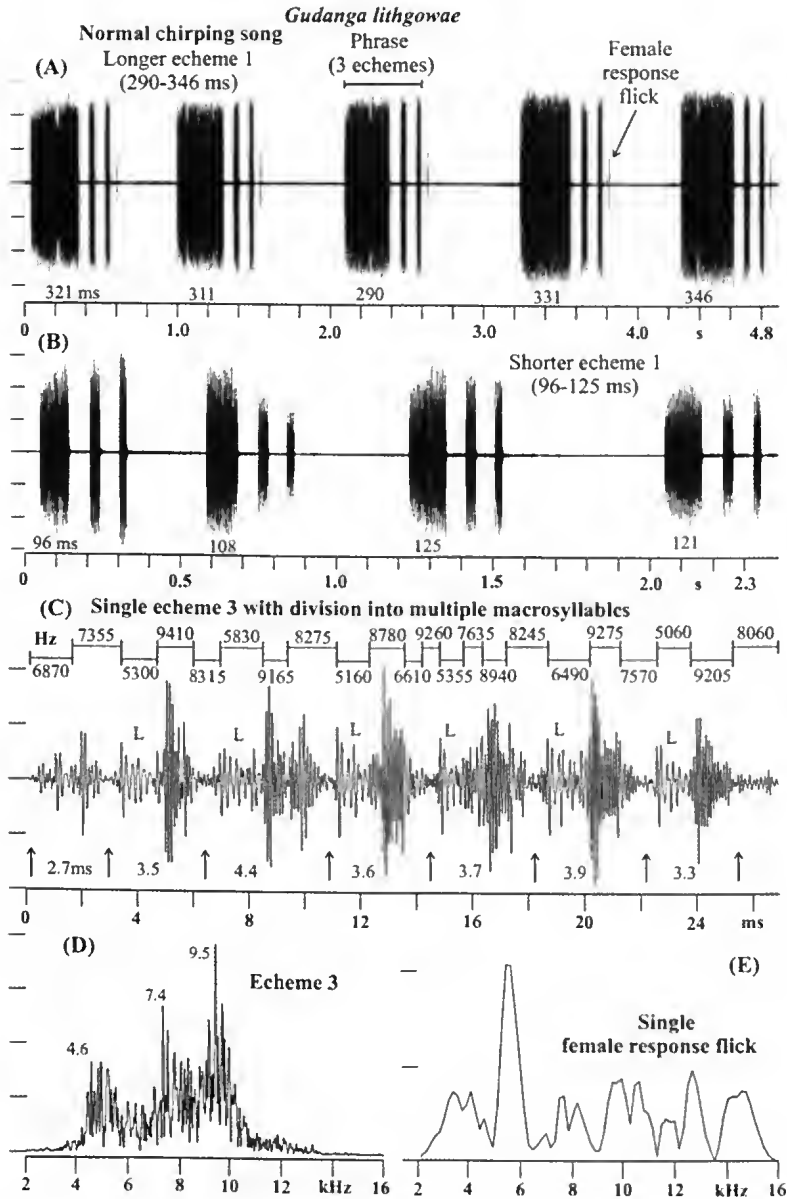 Gudanga lithgowae
Normal chirping song
(A) Longer echeme 1
(290-346 ms)
Phrase
(3 echemes)
Female
response
flick
321 ms 311 290 331 346
0 1.0 2.0 3.0 4.0 s 4.8
(B)
Shorter echeme 1
(96-125 ms)
96 ms 108 125 121
0 0.5 1.0 1.5 2.0 s 2.3
(C) Single echeme 3 with division into multiple macrosyllables
Hz 7355 9410 5830 8275 8780 9260 7635 8245 9275 5060 8060
6870 5300 8315 9165 5160 6610 5355 8940 6490 7570 9205
L L L L L L
2.7ms 3.5 4.4 3.6 3.7 3.9 3.3
0 4 8 12 16 20 24 ms
(D) 9.5
Echeme 3
7.4
4.6
2 4 6 8 10 12 14 kHz 16
(E)
Single
female response flick
2 4 6 8 10 12 kHz 16